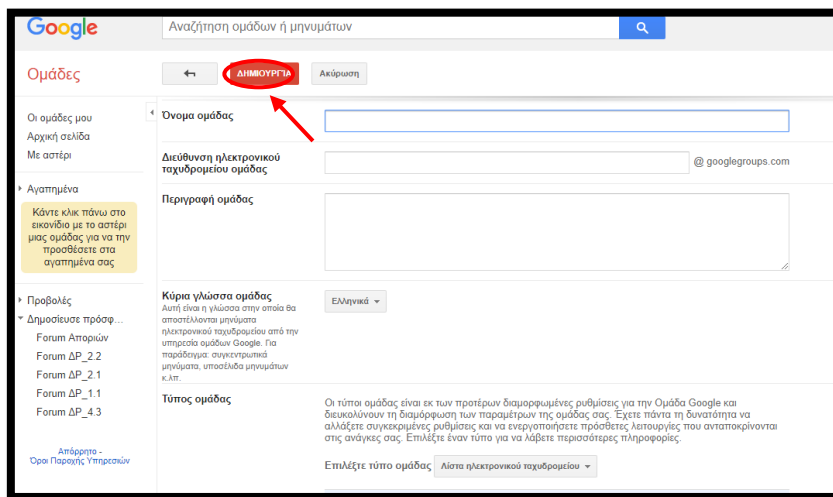 Google
Αναζήτηση ομάδων ή μηνυμάτων
Ομάδες
ΔΗΜΙΟΥΡΓΙΑ
Ακύρωση
Οι ομάδες μου
Αρχική σελίδα
Με αστέρι
Αγαπημένα
Κάντε κλικ πάνω στο
εικονίδιο με το αστέρι
μιας ομάδας για να την
προσθέσετε στα
αγαπημένα σας
Προβολές
Δημοσίευσε πρόσφ...
Forum Αποριών
Forum ΔΡ_2.2
Forum ΔΡ_2.1
Forum ΔΡ_1.1
Forum ΔΡ_4.3
Απόρρητο -
Όροι Παροχής Υπηρεσιών
Όνομα ομάδας
Διεύθυνση ηλεκτρονικού
ταχυδρομείου ομάδας
@ googlegroups.com
Περιγραφή ομάδας
Κύρια γλώσσα ομάδας
Αυτή είναι η γλώσσα στην οποία θα
αποστέλλονται μηνύματα
ηλεκτρονικού ταχυδρομείου από την
υπηρεσία ομάδων Google. Για
παράδειγμα: συγκεντρωτικά
μηνύματα, υποσέλιδα μηνυμάτων
κ.λπ.
Ελληνικά
Τύπος ομάδας
Οι τύποι ομάδας είναι εκ των προτέρων διαμορφωμένες ρυθμίσεις για την Ομάδα Google και
διευκολύνουν τη διαμόρφωση των παραμέτρων της ομάδας σας. Έχετε πάντα τη δυνατότητα να
αλλάξετε συγκεκριμένες ρυθμίσεις και να ενεργοποιήσετε πρόσθετες λειτουργίες που ανταποκρίνονται
στις ανάγκες σας. Επιλέξτε έναν τύπο για να λάβετε περισσότερες πληροφορίες.
Επιλέξτε τύπο ομάδας
Λίστα ηλεκτρονικού ταχυδρομείου